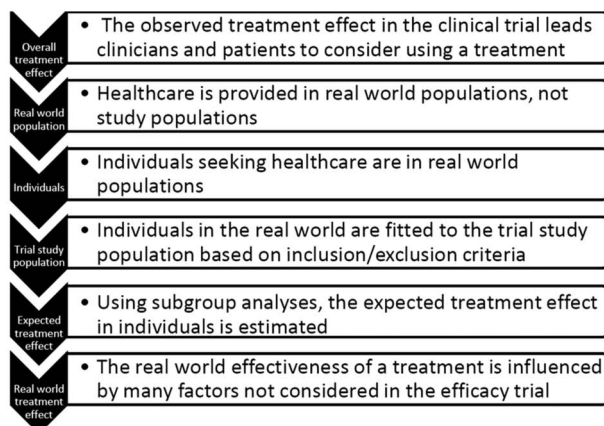 Overall
treatment
effect
• The observed treatment effect in the clinical trial leads
clinicians and patients to consider using a treatment
Real world
population
• Healthcare is provided in real world populations, not
study populations
Individuals
• Individuals seeking healthcare are in real world
populations
Trial study
population
• Individuals in the real world are fitted to the trial study
population based on inclusion/exclusion criteria
Expected
treatment
effect
• Using subgroup analyses, the expected treatment effect
in individuals is estimated
Real world
treatment
effect
• The real world effectiveness of a treatment is influenced
by many factors not considered in the efficacy trial